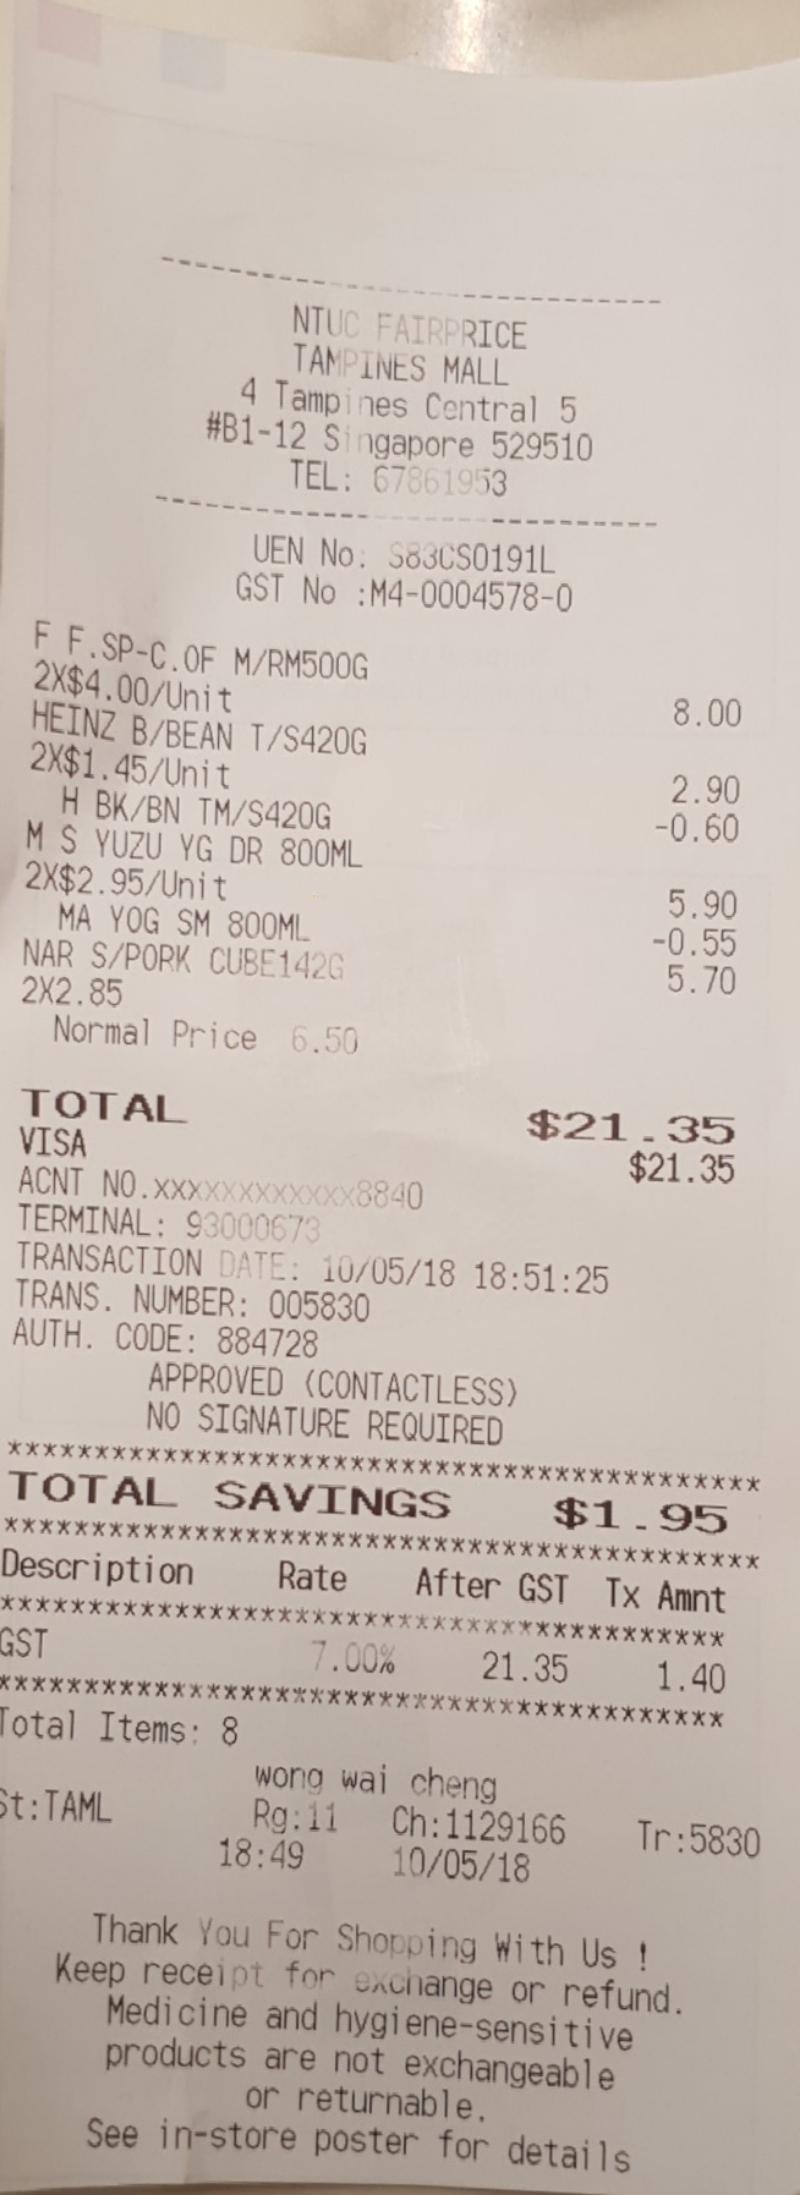 NTUC FAIRPRICE
TAMPINES MALL
4 Tampines Central 5
#B1-12 Singapore 529510
TEL: 67861953
UEN No: S83CS0191L
GST No :M4-0004578-0
F F.SP-C.OF M/RM500G
2X$4.00/Unit 8.00
HEINZ B/BEAN T/S420G
2X$1.45/Unit 2.90
H BK/BN TM/S420G -0.60
M S YUZU YG DR 800ML
2X$2.95/Unit 5.90
MA YOG SM 800ML -0.55
NAR S/PORK CUBE142G 5.70
2X2.85
Normal Price 6.50
TOTAL $21.35
VISA $21.35
ACNT NO.xxxxxxxxxxxx8840
TERMINAL: 93000673
TRANSACTION DATE: 10/05/18 18:51:25
TRANS. NUMBER: 005830
AUTH. CODE: 884728
APPROVED (CONTACTLESS)
NO SIGNATURE REQUIRED
*******************************************
TOTAL SAVINGS $1.95
*******************************************
Description Rate After GST Tx Amnt
*****************************************
GST 7.00% 21.35 1.40
*****************************************
Total Items: 8
wong wai cheng
St:TAML Rg:11 Ch:1129166 Tr:5830
18:49 10/05/18
Thank You For Shopping With Us !
Keep receipt for exchange or refund.
Medicine and hygiene-sensitive
products are not exchangeable
or returnable.
See in-store poster for details